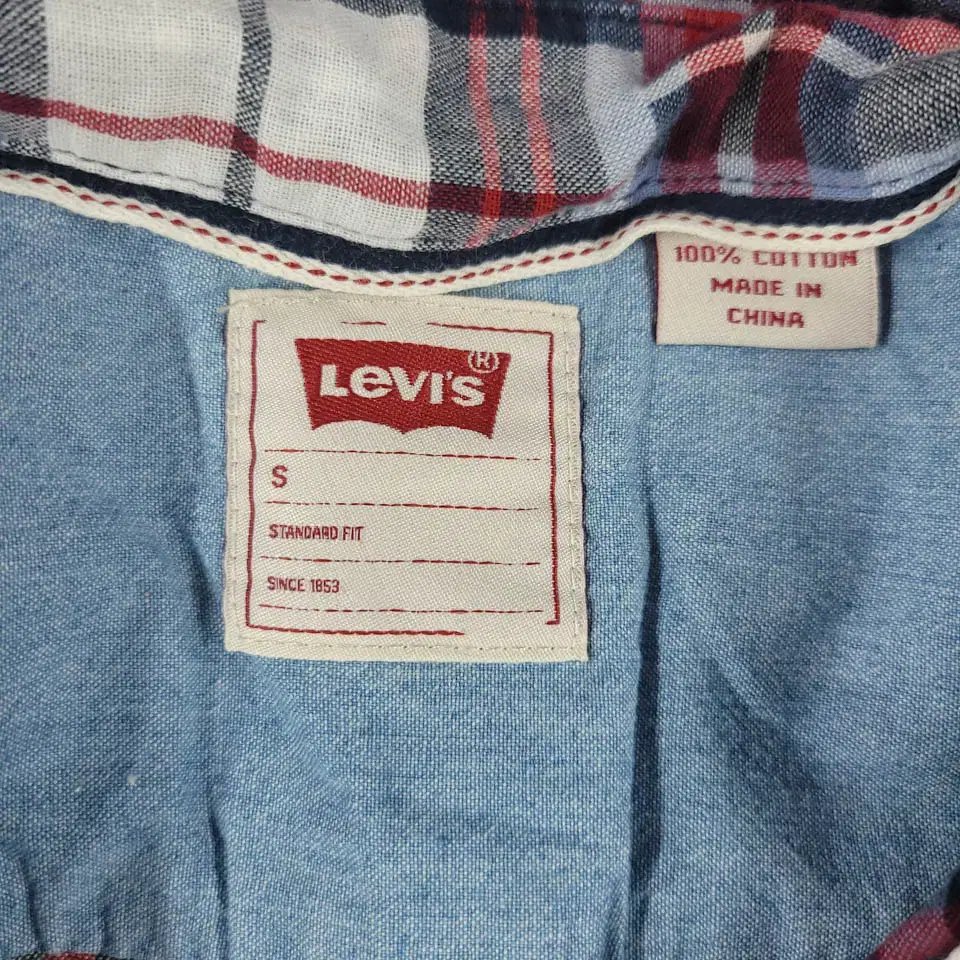 100% COTTON
MADE IN
CHINA
LEVI'S ®
S
STANDARD FIT
SINCE 1853